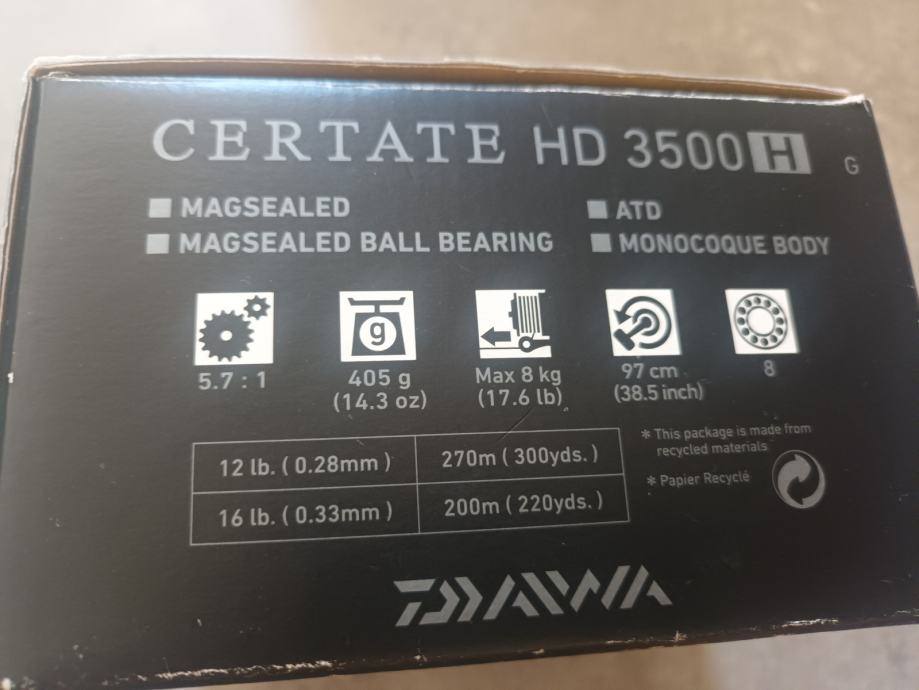 CERTATE HD 3500 H
G
■ MAGSEALED
■ ATD
■ MAGSEALED BALL BEARING
■ MONOCOQUE BODY
g
5.7 : 1
405 g
(14.3 oz)
Max 8 kg
(17.6 lb)
97 cm
(38.5 inch)
8
12 lb. ( 0.28mm ) 270m ( 300yds. )
16 lb. ( 0.33mm ) 200m ( 220yds. )
* This package is made from
recycled materials
* Papier Recyclé
DAIWA